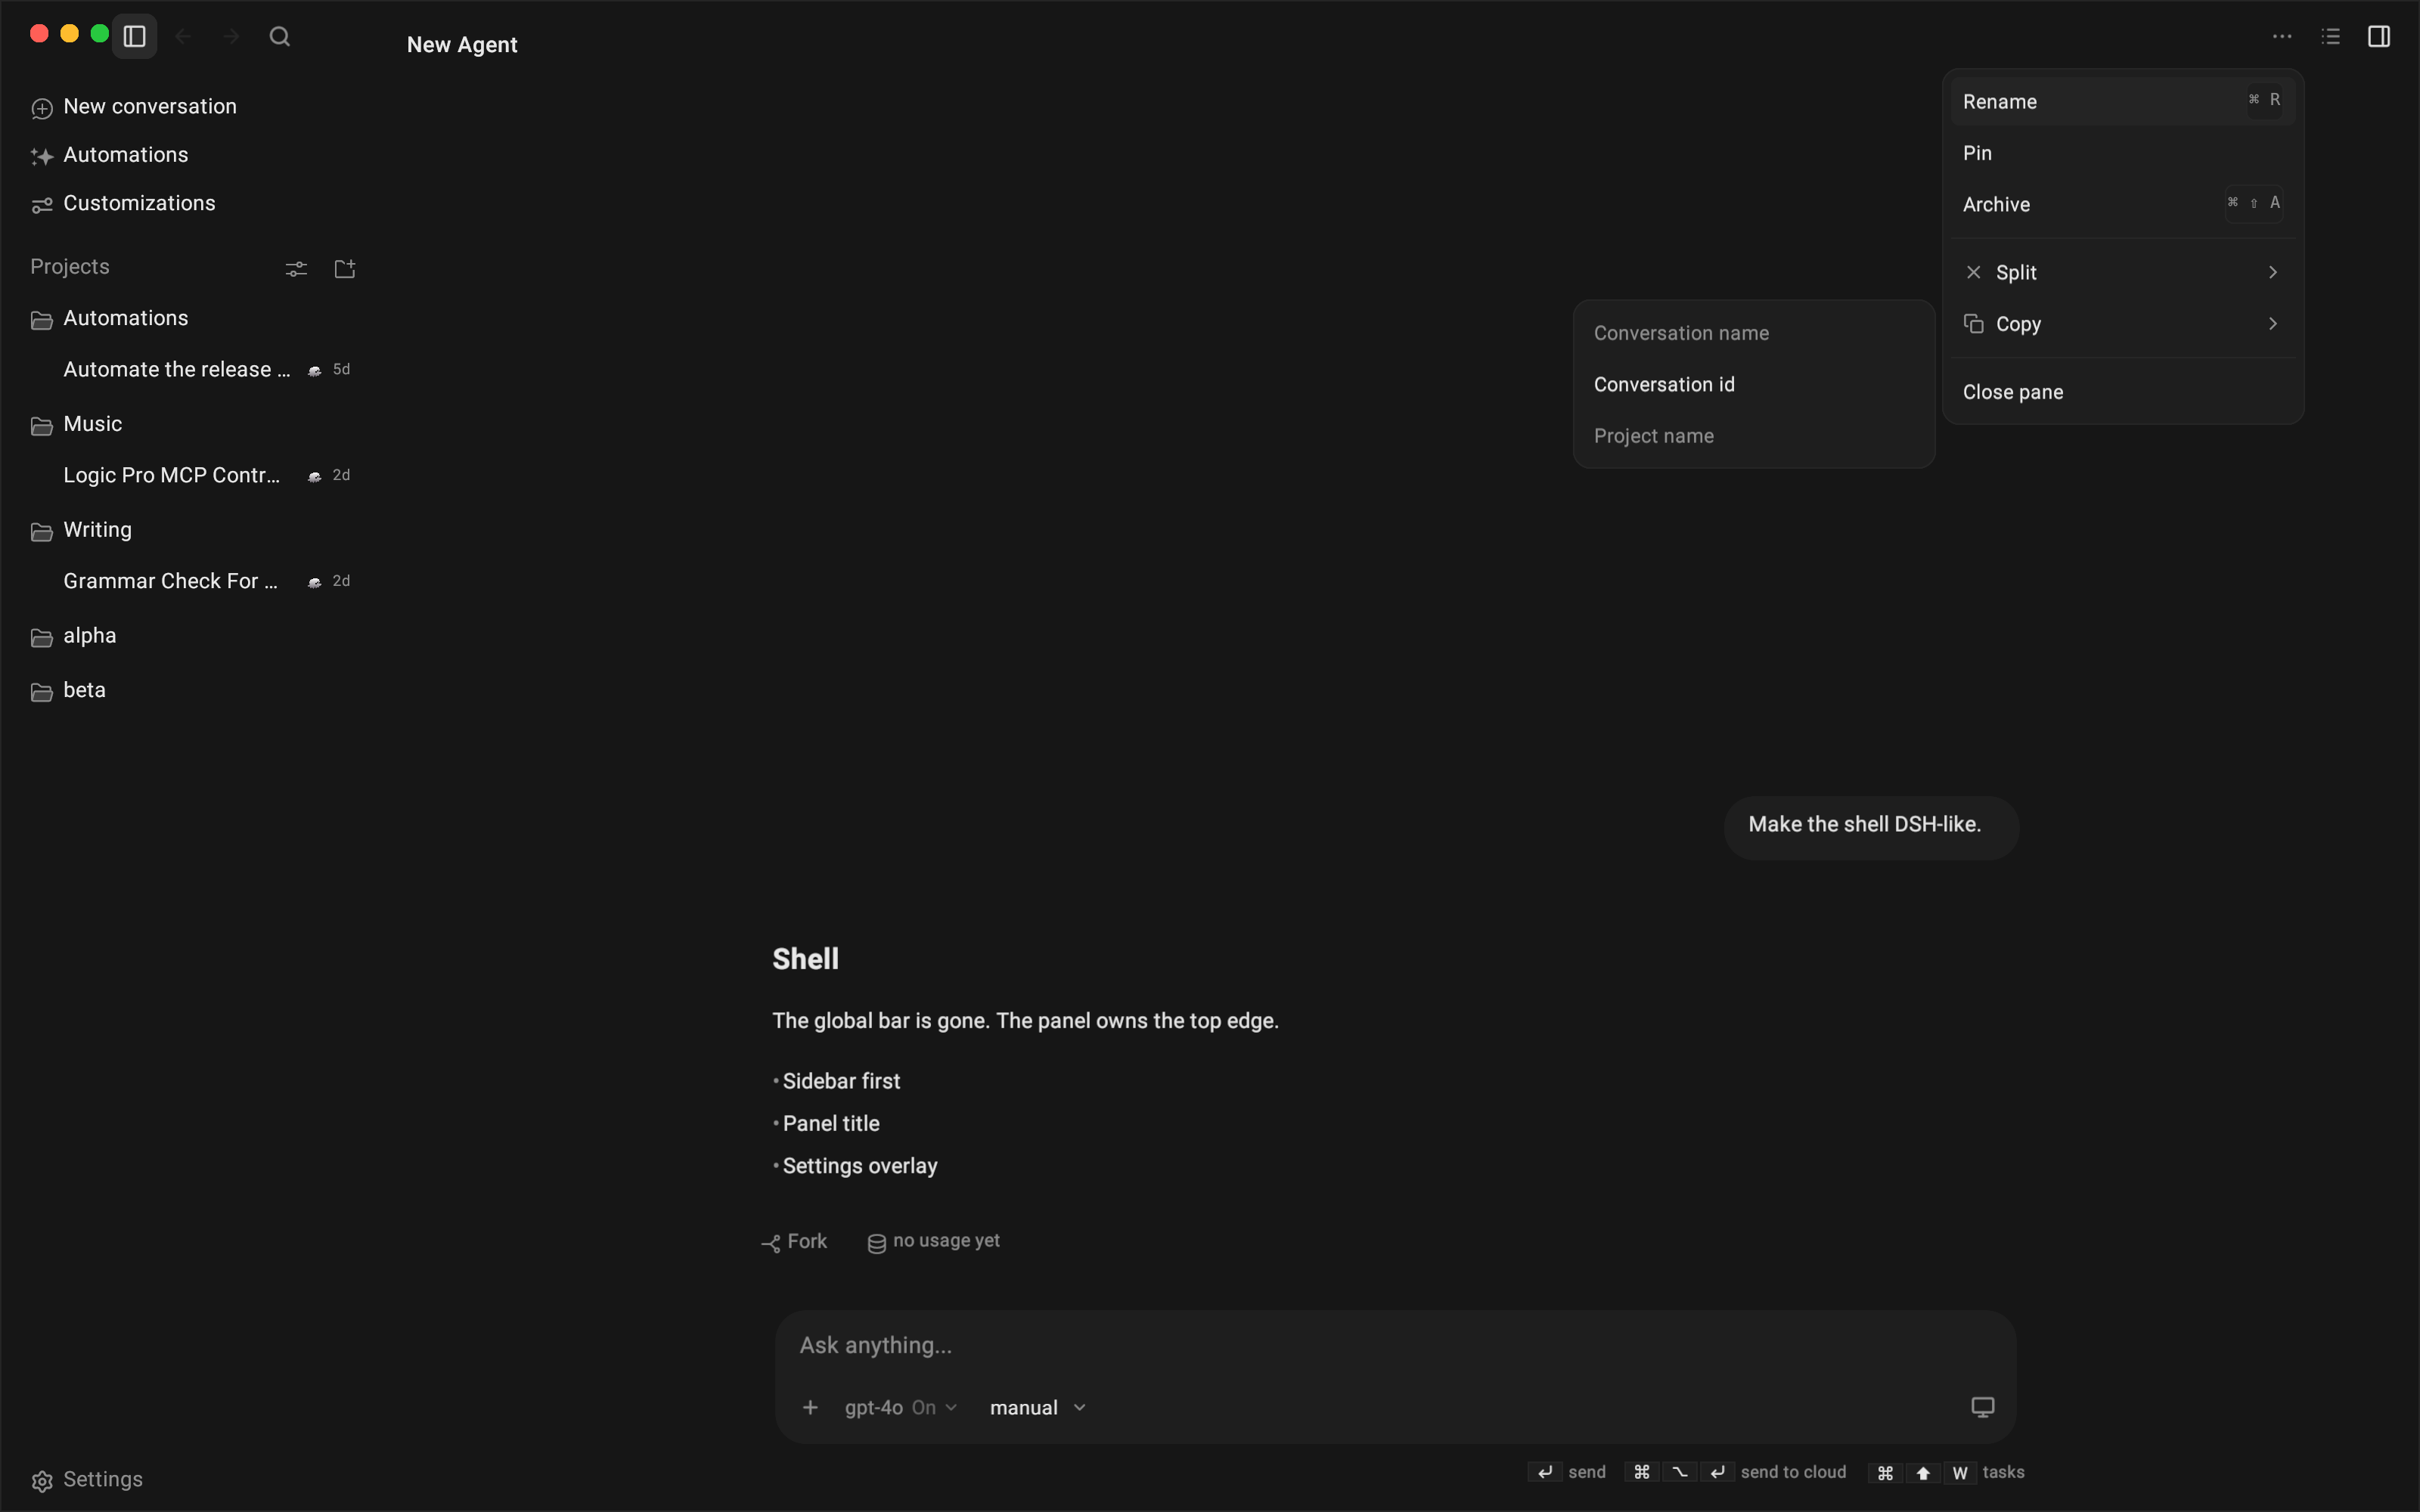 New Agent
New conversation
Automations
Customizations
Projects
Automations
Automate the release ... 5d
Music
Logic Pro MCP Contr... 2d
Writing
Grammar Check For ... 2d
alpha
beta
Settings
Rename ⌘ R
Pin
Archive ⌘ ⇧ A
Split
Copy
Close pane
Conversation name
Conversation id
Project name
Make the shell DSH-like.
Shell
The global bar is gone. The panel owns the top edge.
• Sidebar first
• Panel title
• Settings overlay
Fork no usage yet
Ask anything...
gpt-4o On manual
↵ send ⌘ ⌥ ↵ send to cloud ⌘ ⬆ W tasks